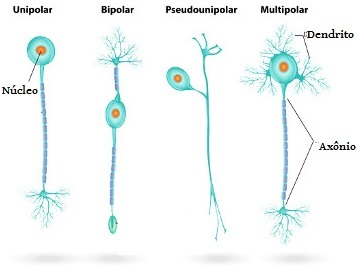 Unipolar
Bipolar
Pseudounipolar
Multipolar
Dendrito
Núcleo
Axônio